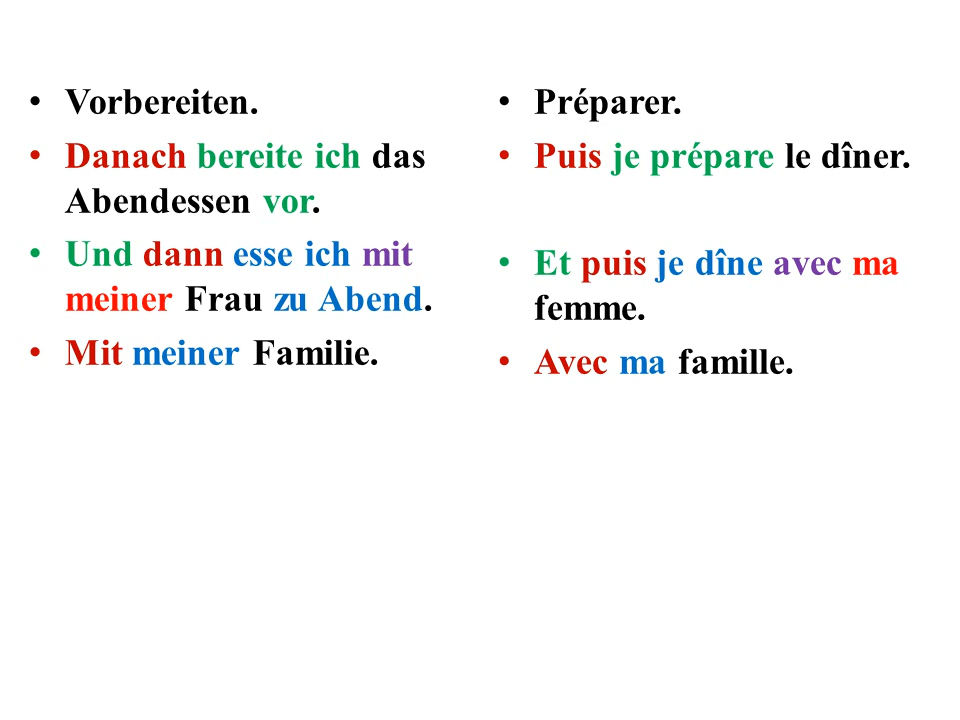 • Vorbereiten.
• Danach bereite ich das
Abendessen vor.
• Und dann esse ich mit
meiner Frau zu Abend.
• Mit meiner Familie.
• Préparer.
• Puis je prépare le dîner.
• Et puis je dîne avec ma
femme.
• Avec ma famille.